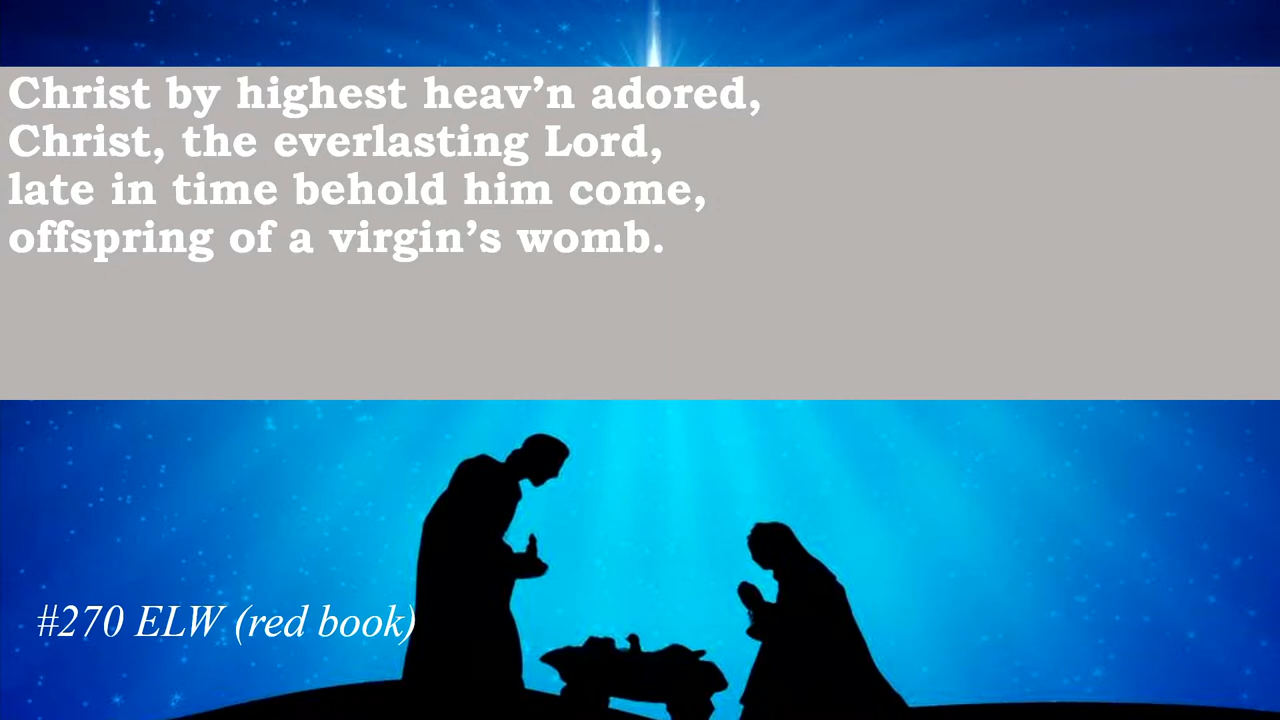 Christ by highest heav’n adored,
Christ, the everlasting Lord,
late in time behold him come,
offspring of a virgin’s womb.
#270 ELW (red book)